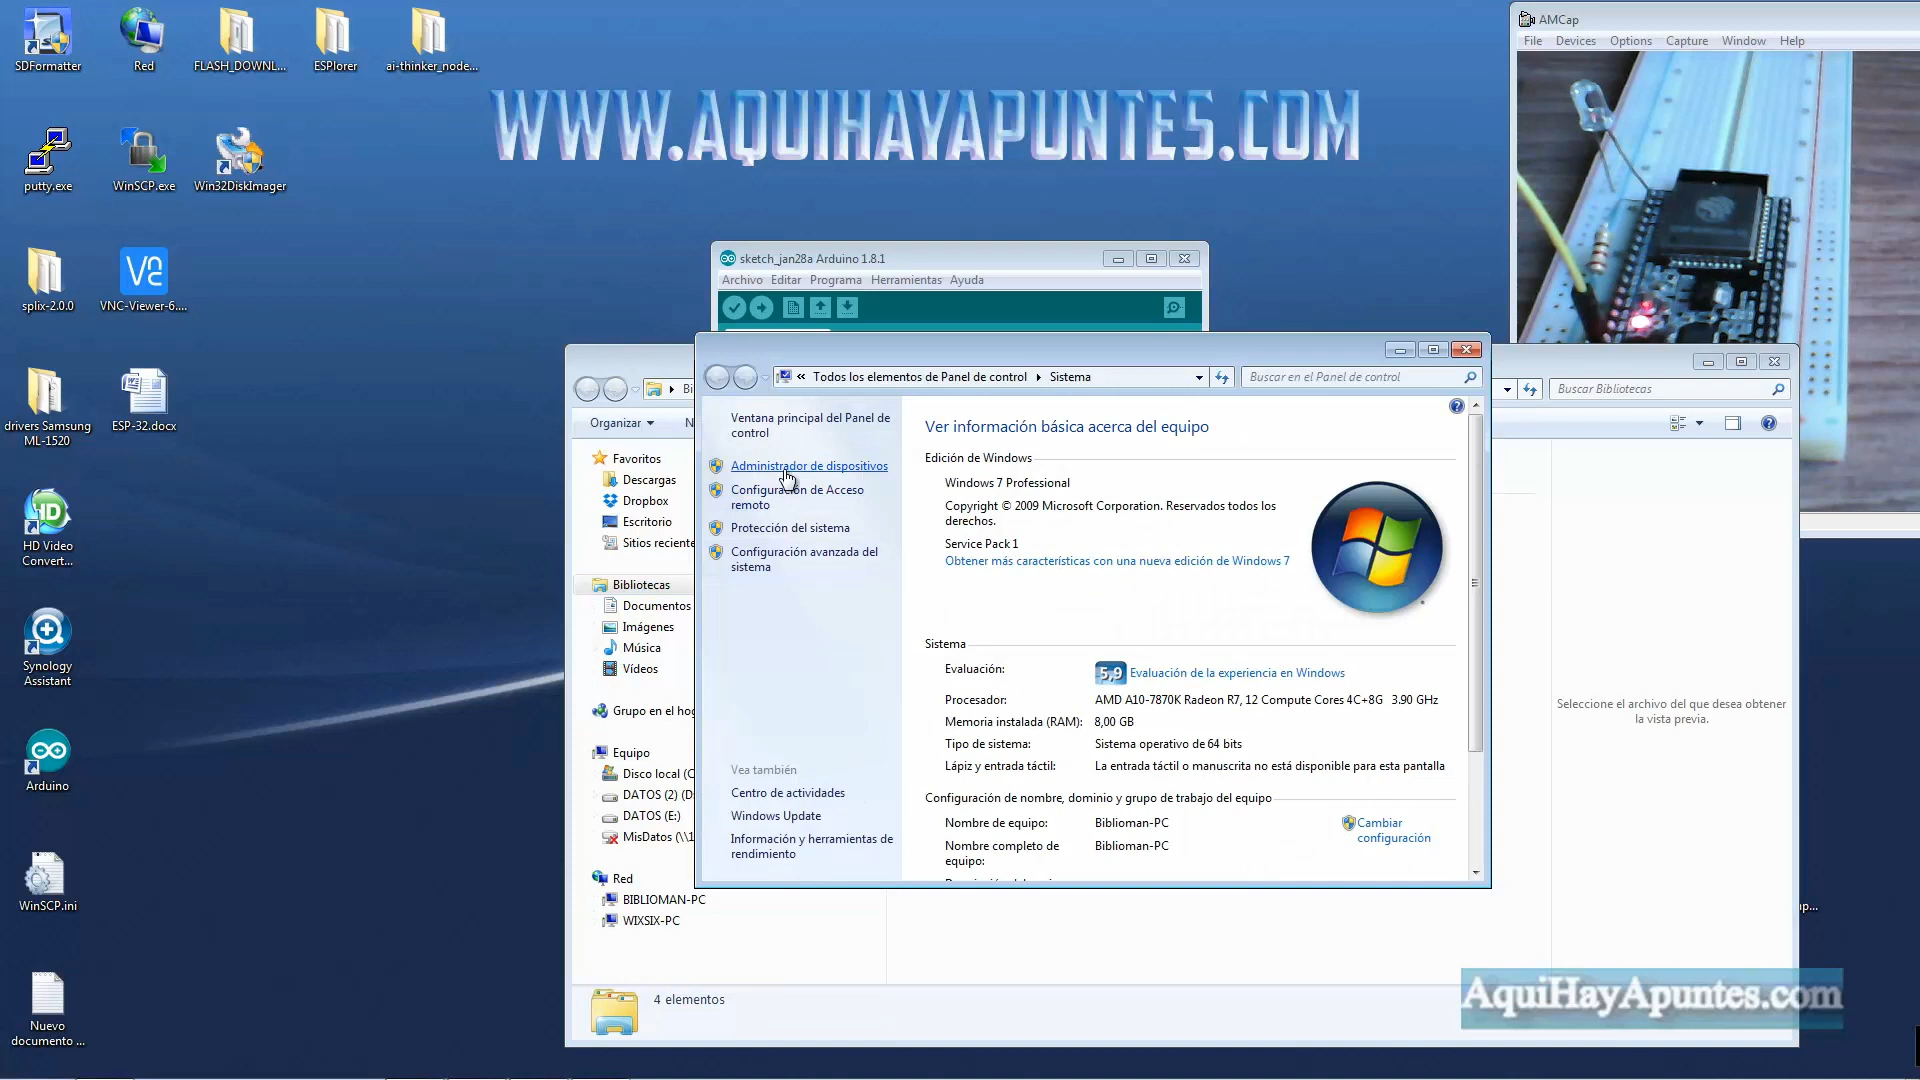 SDFormatter
Red
FLASH_DOWNL...
ESPlorer
ai-thinker_node...
putty.exe
WinSCP.exe
Win32DiskImager
splix-2.0.0
VNC-Viewer-6....
drivers Samsung
ML-1520
ESP-32.docx
HD Video
Convert...
Synology
Assistant
Arduino
WinSCP.ini
Nuevo
documento ...
WWW.AQUIHAYAPUNTES.COM
AMCap
File Devices Options Capture Window Help
sketch_jan28a Arduino 1.8.1
Archivo Editar Programa Herramientas Ayuda
Bi
Buscar Bibliotecas
Organizar
N
Favoritos
Descargas
Dropbox
Escritorio
Sitios reciente
Bibliotecas
Documentos
Imágenes
Música
Vídeos
Grupo en el hog
Equipo
Disco local (C
DATOS (2) (D:
DATOS (E:)
MisDatos (\\1
Red
BIBLIOMAN-PC
WIXSIX-PC
4 elementos
Seleccione el archivo del que desea obtener
la vista previa.
« Todos los elementos de Panel de control Sistema
Buscar en el Panel de control
Ventana principal del Panel de
control
Administrador de dispositivos
Configuración de Acceso
remoto
Protección del sistema
Configuración avanzada del
sistema
Vea también
Centro de actividades
Windows Update
Información y herramientas de
rendimiento
Ver información básica acerca del equipo
Edición de Windows
Windows 7 Professional
Copyright © 2009 Microsoft Corporation. Reservados todos los
derechos.
Service Pack 1
Obtener más características con una nueva edición de Windows 7
Sistema
Evaluación:
5,9 Evaluación de la experiencia en Windows
Procesador: AMD A10-7870K Radeon R7, 12 Compute Cores 4C+8G 3.90 GHz
Memoria instalada (RAM): 8,00 GB
Tipo de sistema: Sistema operativo de 64 bits
Lápiz y entrada táctil: La entrada táctil o manuscrita no está disponible para esta pantalla
Configuración de nombre, dominio y grupo de trabajo del equipo
Nombre de equipo: Biblioman-PC
Cambiar
configuración
Nombre completo de
equipo:
Biblioman-PC
AquiHayApuntes.com